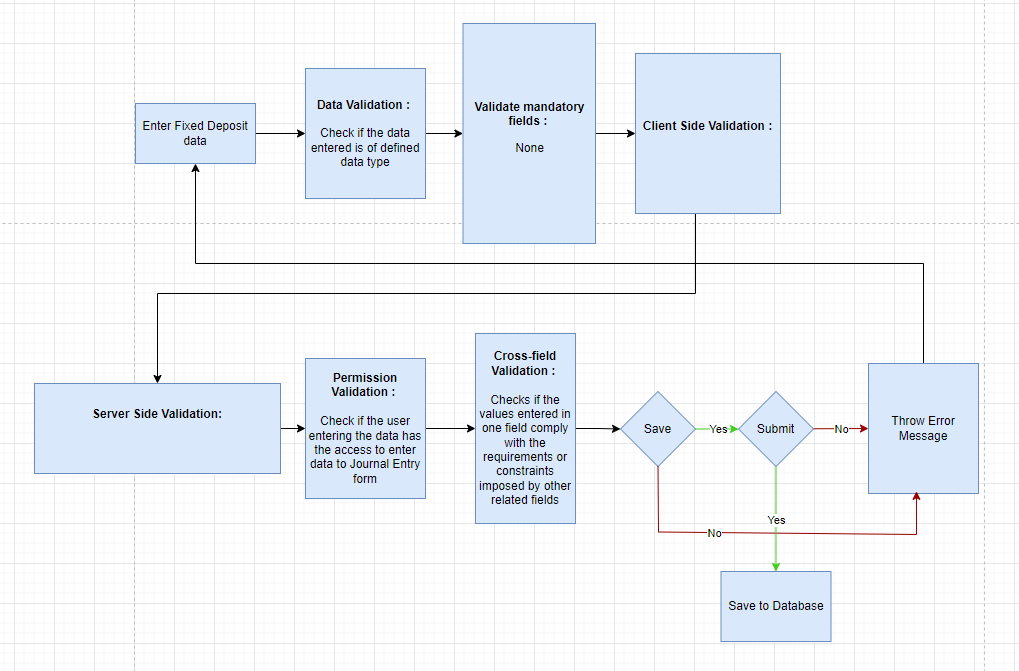 Enter Fixed Deposit
data
Data Validation :
Check if the data
entered is of defined
data type
Validate mandatory
fields :
None
Client Side Validation :
Server Side Validation:
Permission
Validation :
Check if the user
entering the data has
the access to enter
data to Journal Entry
form
Cross-field
Validation :
Checks if the
values entered in
one field comply
with the
requirements or
constraints
imposed by other
related fields
Save
Yes
Submit
No
Throw Error
Message
Yes
No
Save to Database